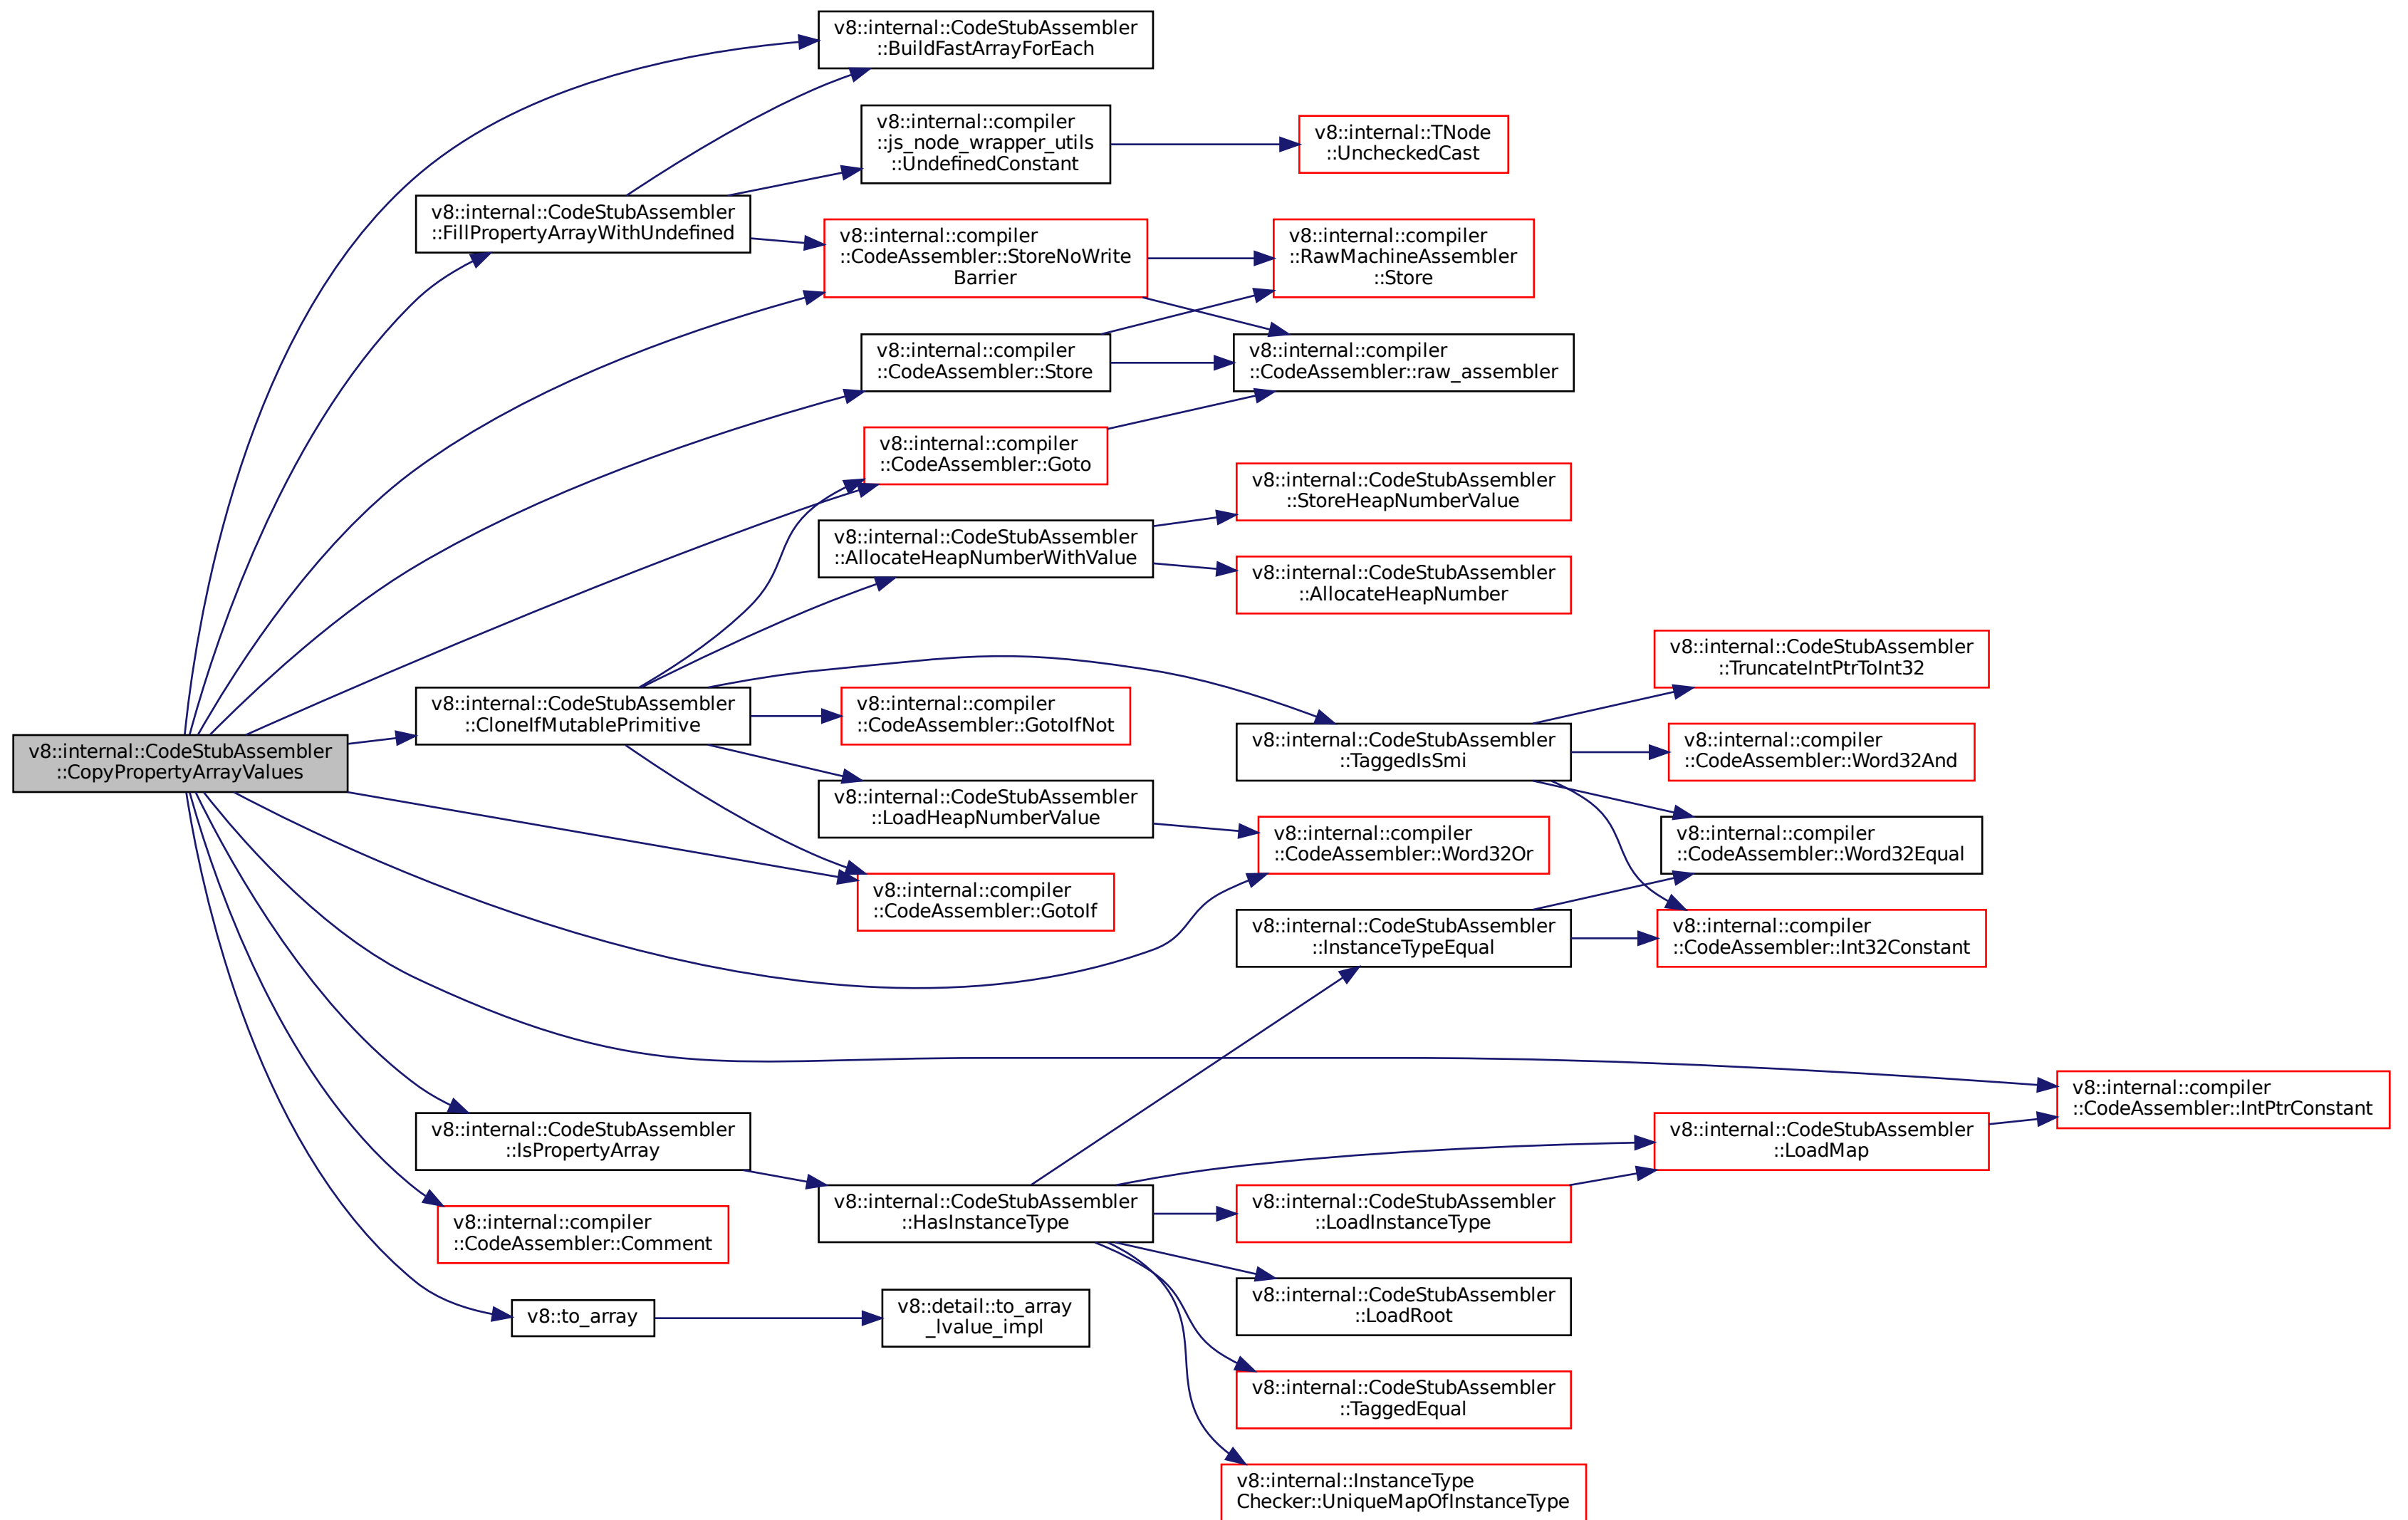 v8::internal::CodeStubAssembler
::BuildFastArrayForEach
v8::internal::compiler
::js_node_wrapper_utils
::UndefinedConstant
v8::internal::TNode
::UncheckedCast
v8::internal::CodeStubAssembler
::FillPropertyArrayWithUndefined
v8::internal::compiler
::CodeAssembler::StoreNoWrite
Barrier
v8::internal::compiler
::RawMachineAssembler
::Store
v8::internal::compiler
::CodeAssembler::Store
v8::internal::compiler
::CodeAssembler::raw_assembler
v8::internal::compiler
::CodeAssembler::Goto
v8::internal::CodeStubAssembler
::StoreHeapNumberValue
v8::internal::CodeStubAssembler
::AllocateHeapNumberWithValue
v8::internal::CodeStubAssembler
::AllocateHeapNumber
v8::internal::CodeStubAssembler
::TruncateIntPtrToInt32
v8::internal::CodeStubAssembler
::CloneIfMutablePrimitive
v8::internal::compiler
::CodeAssembler::GotoIfNot
v8::internal::CodeStubAssembler
::TaggedIsSmi
v8::internal::compiler
::CodeAssembler::Word32And
v8::internal::CodeStubAssembler
::CopyPropertyArrayValues
v8::internal::CodeStubAssembler
::LoadHeapNumberValue
v8::internal::compiler
::CodeAssembler::Word32Or
v8::internal::compiler
::CodeAssembler::Word32Equal
v8::internal::compiler
::CodeAssembler::GotoIf
v8::internal::CodeStubAssembler
::InstanceTypeEqual
v8::internal::compiler
::CodeAssembler::Int32Constant
v8::internal::compiler
::CodeAssembler::IntPtrConstant
v8::internal::CodeStubAssembler
::IsPropertyArray
v8::internal::CodeStubAssembler
::LoadMap
v8::internal::CodeStubAssembler
::HasInstanceType
v8::internal::CodeStubAssembler
::LoadInstanceType
v8::internal::compiler
::CodeAssembler::Comment
v8::internal::CodeStubAssembler
::LoadRoot
v8::to_array
v8::detail::to_array
_lvalue_impl
v8::internal::CodeStubAssembler
::TaggedEqual
v8::internal::InstanceType
Checker::UniqueMapOfInstanceType